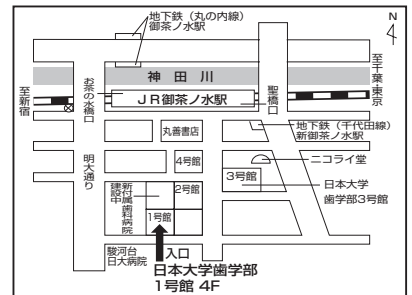 地下鉄（丸の内線）
御茶ノ水駅
N
神田川
JR御茶ノ水駅
至新宿
お茶の水橋口
聖橋口
至千葉・東京
丸善書店
地下鉄（千代田線）
新御茶ノ水駅
明大通り
4号館
ニコライ堂
新付属歯科病院
建設中
2号館
3号館
日本大学
歯学部3号館
1号館
駿河台
日大病院
入口
日本大学歯学部
1号館 4F